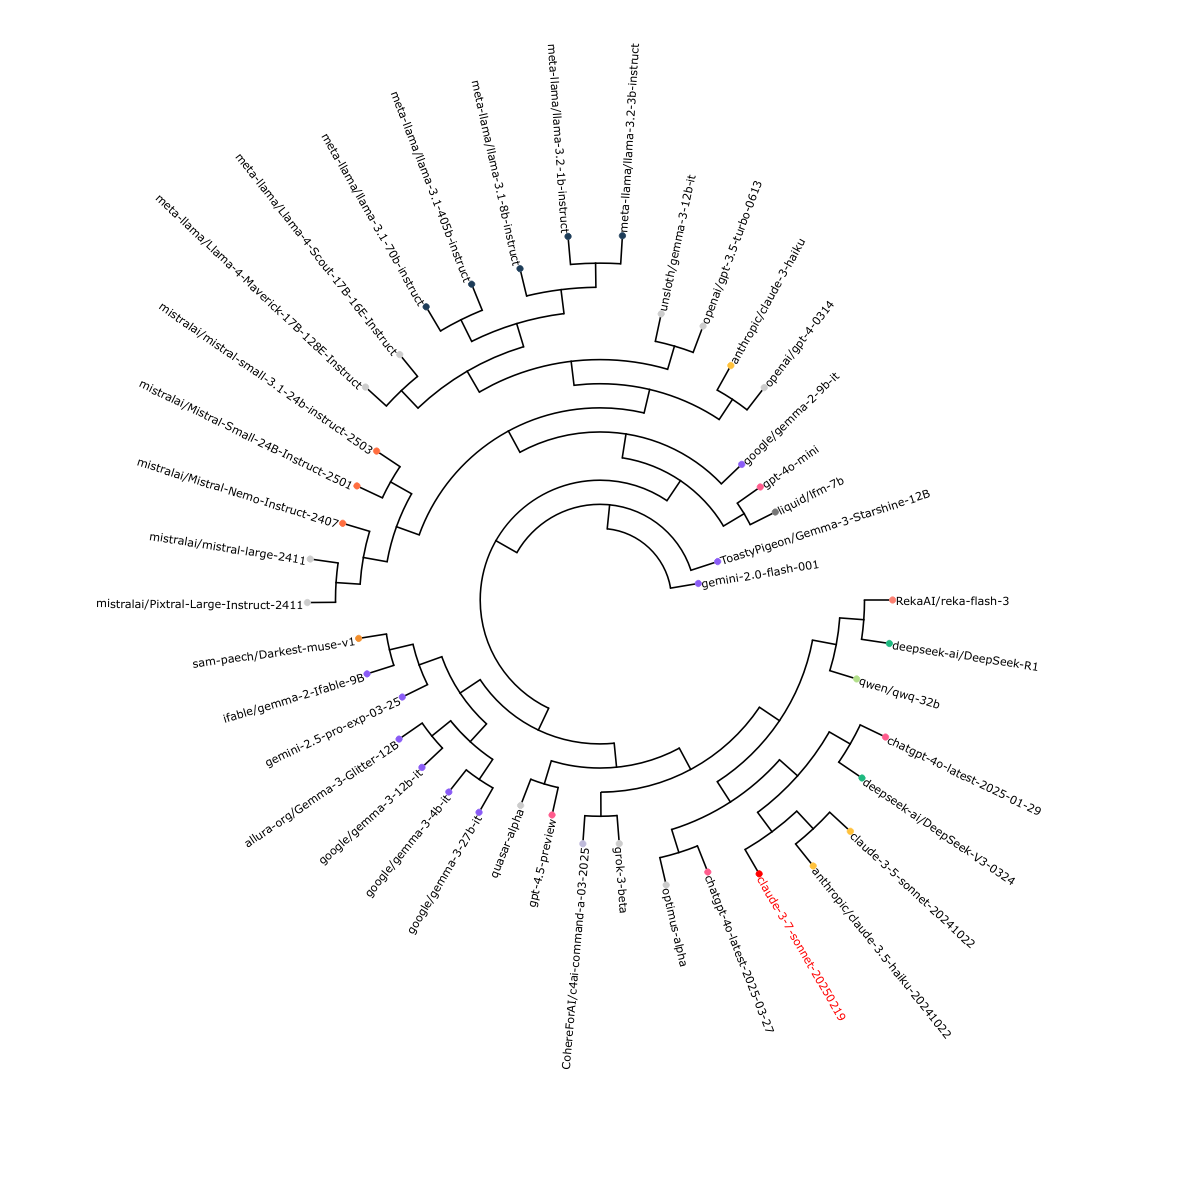 meta-llama/llama-3.2-3b-instruct
unsloth/gemma-3-12b-it
openai/gpt-3.5-turbo-0613
anthropic/claude-3-haiku
openai/gpt-4-0314
google/gemma-2-9b-it
gpt-4o-mini
liquid/lfm-7b
ToastyPigeon/Gemma-3-Starshine-12B
gemini-2.0-flash-001
RekaAI/reka-flash-3
deepseek-ai/DeepSeek-R1
qwen/qwq-32b
chatgpt-4o-latest-2025-01-29
deepseek-ai/DeepSeek-V3-0324
claude-3-5-sonnet-20241022
anthropic/claude-3.5-haiku-20241022
claude-3-7-sonnet-20250219
chatgpt-4o-latest-2025-03-27
optimus-alpha
grok-3-beta
CohereForAI/c4ai-command-a-03-2025
gpt-4.5-preview
quasar-alpha
google/gemma-3-27b-it
google/gemma-3-4b-it
google/gemma-3-12b-it
allura-org/Gemma-3-Glitter-12B
gemini-2.5-pro-exp-03-25
ifable/gemma-2-Ifable-9B
sam-paech/Darkest-muse-v1
mistralai/Pixtral-Large-Instruct-2411
mistralai/mistral-large-2411
mistralai/Mistral-Nemo-Instruct-2407
mistralai/Mistral-Small-24B-Instruct-2501
mistralai/mistral-small-3.1-24b-instruct-2503
meta-llama/Llama-4-Maverick-17B-128E-Instruct
meta-llama/Llama-4-Scout-17B-16E-Instruct
meta-llama/llama-3.1-70b-instruct
meta-llama/llama-3.1-405b-instruct
meta-llama/llama-3.1-8b-instruct
meta-llama/llama-3.2-1b-instruct